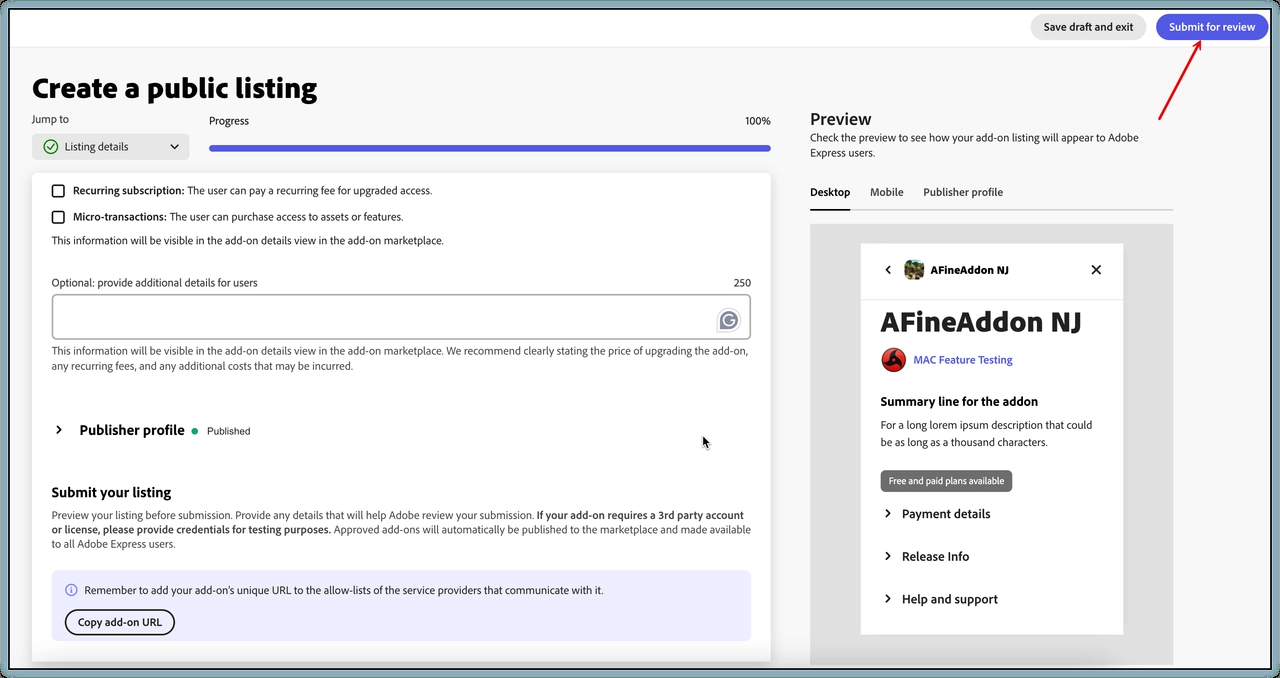 Save draft and exit
Submit for review
Create a public listing
Jump to
Progress
100%
Listing details
Recurring subscription: The user can pay a recurring fee for upgraded access.
Micro-transactions: The user can purchase access to assets or features.
This information will be visible in the add-on details view in the add-on marketplace.
Optional: provide additional details for users
250
This information will be visible in the add-on details view in the add-on marketplace. We recommend clearly stating the price of upgrading the add-on,
any recurring fees, and any additional costs that may be incurred.
Publisher profile
Published
Submit your listing
Preview your listing before submission. Provide any details that will help Adobe review your submission. If your add-on requires a 3rd party account
or license, please provide credentials for testing purposes. Approved add-ons will automatically be published to the marketplace and made available
to all Adobe Express users.
Remember to add your add-on's unique URL to the allow-lists of the service providers that communicate with it.
Copy add-on URL
Preview
Check the preview to see how your add-on listing will appear to Adobe
Express users.
Desktop
Mobile
Publisher profile
AFineAddon NJ
AFineAddon NJ
MAC Feature Testing
Summary line for the addon
For a long lorem ipsum description that could
be as long as a thousand characters.
Free and paid plans available
Payment details
Release Info
Help and support